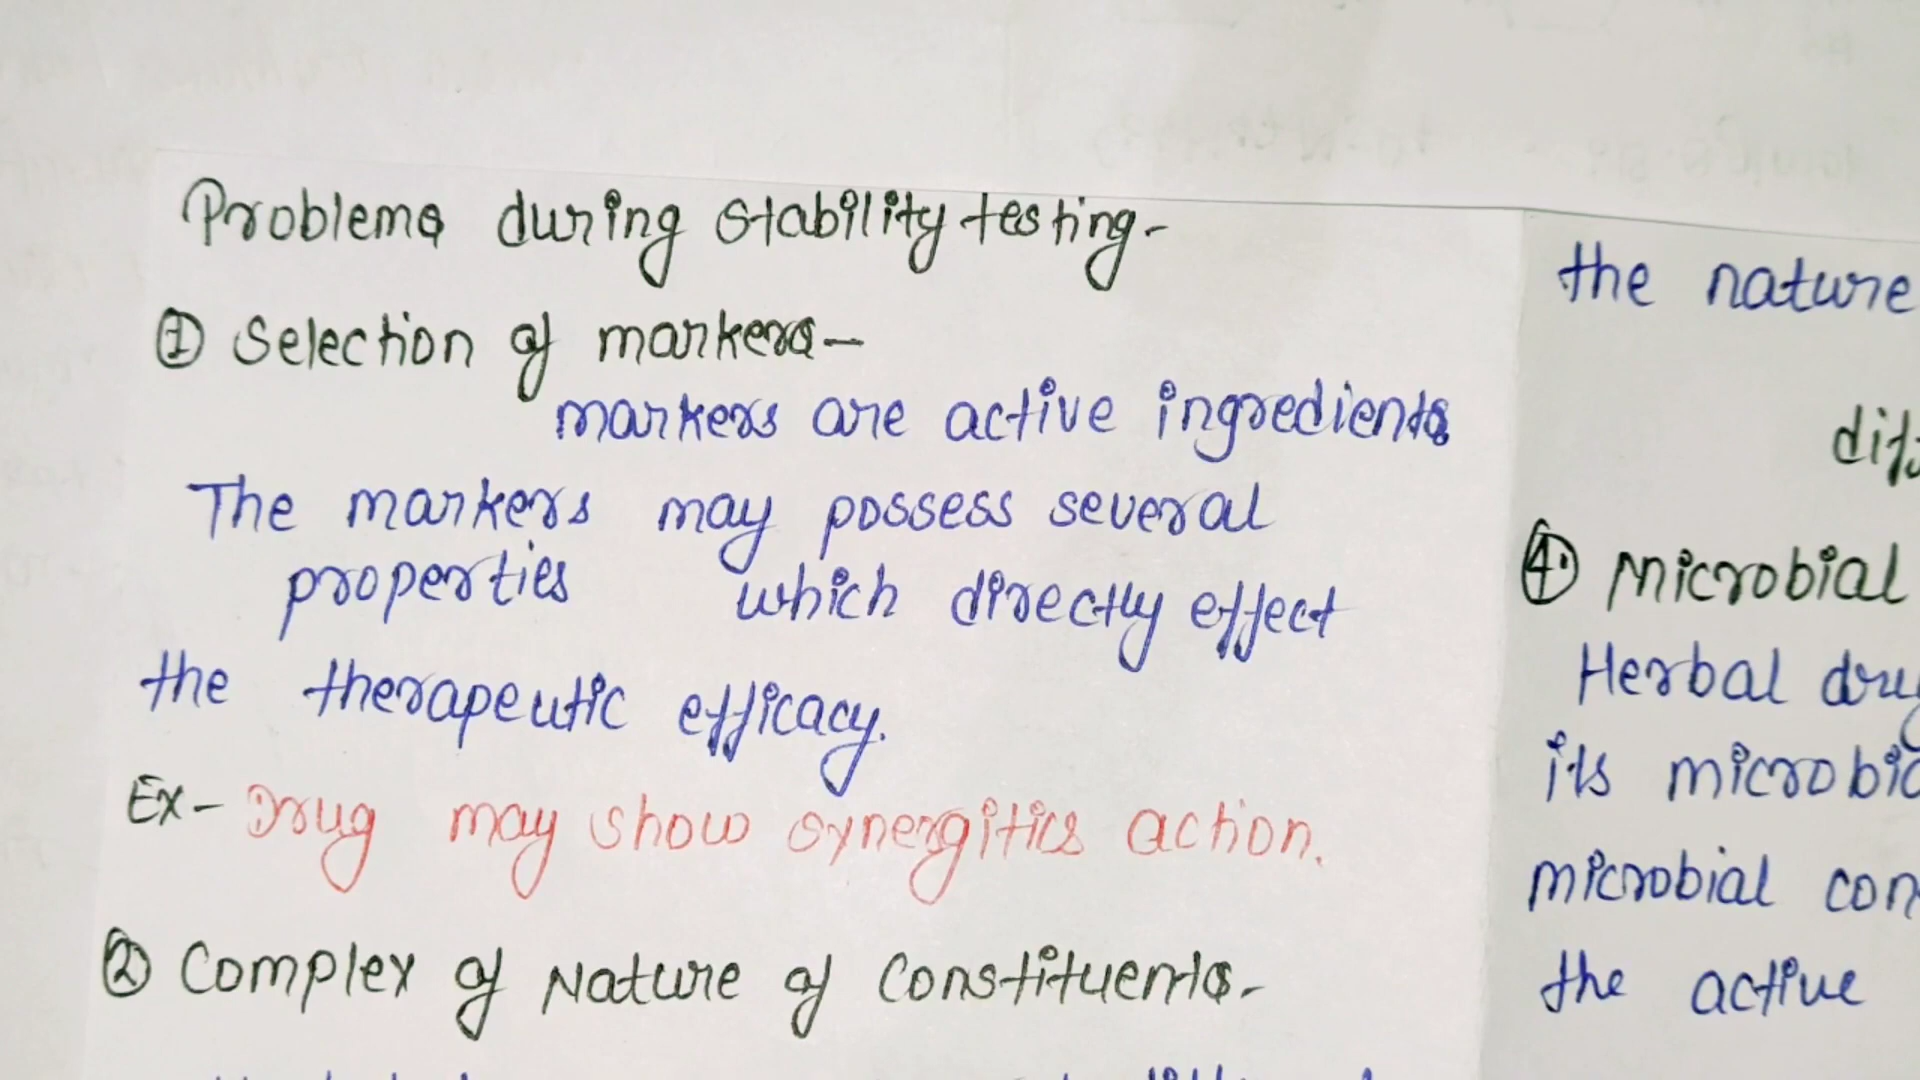 Problems during stability testing-
① Selection of markers-
markers are active ingredients
The markers may possess several
properties which directly effect
the therapeutic efficacy.
Ex- Drug may show synergitics action.
② Complex of Nature of Constituents.-
the nature
④. Microbial
Herbal
its
microbial
the active